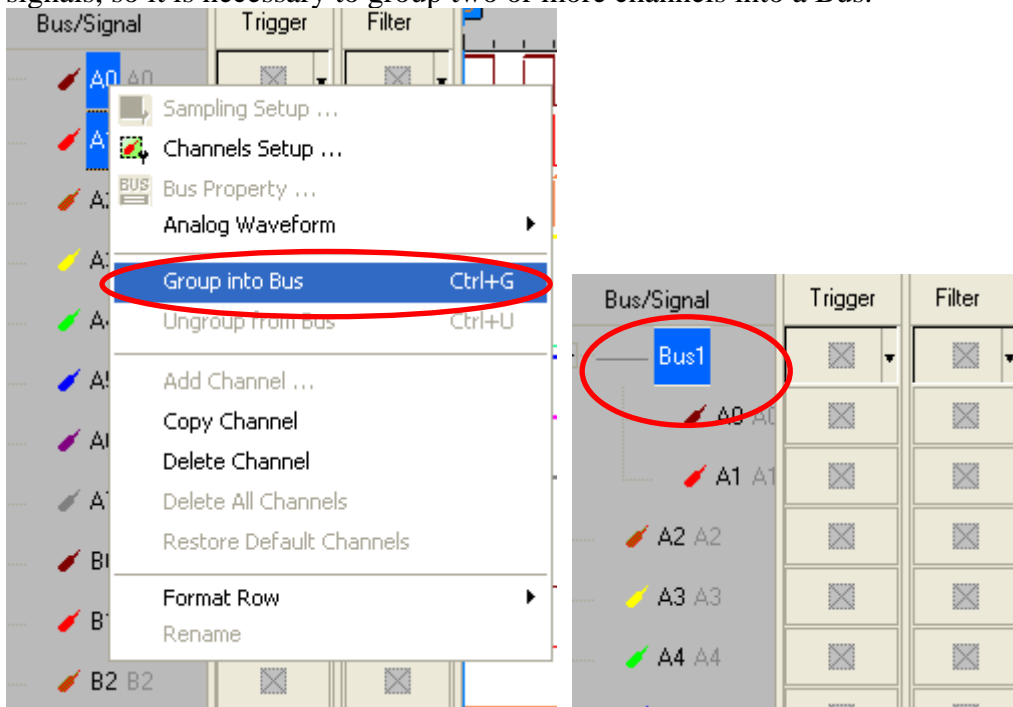 signals, so it is necessary to group two or more channels into a Bus.
Bus/Signal Trigger Filter
A0 A0
Sampling Setup ...
Channels Setup ...
BUS Bus Property ...
Analog Waveform
Group into Bus Ctrl+G
Ungroup from Bus Ctrl+U
Add Channel ...
Copy Channel
Delete Channel
Delete All Channels
Restore Default Channels
Format Row
Rename
B2 B2
Bus/Signal Trigger Filter
Bus1
A0 A0
A1 A1
A2 A2
A3 A3
A4 A4